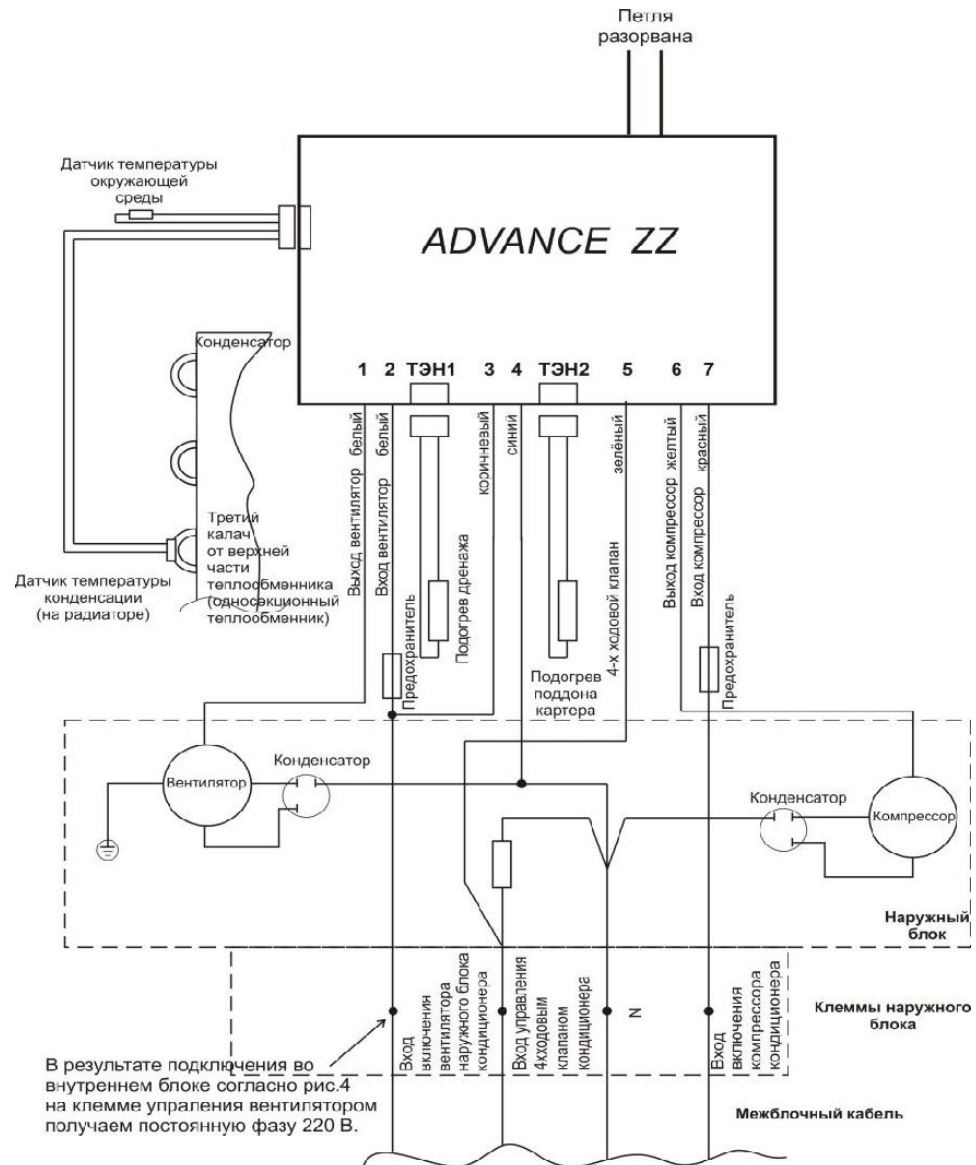 Петля
разорвана
Датчик температуры
окружающей
среды
ADVANCE ZZ
Конденсатор
1 2 ТЭН1 3 4 ТЭН2 5 6 7
белый
белый
коричневый
синий
зелёный
желтый
красный
Выход вентилятор
Вход вентилятор
Предохранитель
Подогрев дренажа
4-х ходовой клапан
Выход компрессор
Вход компрессор
Предохранитель
Третий
калач
от верхней
части
теплообменника
(односекционный
теплообменник)
Датчик температуры
конденсации
(на радиаторе)
Подогрев
поддона
картера
Вентилятор
Конденсатор
Конденсатор
Компрессор
Наружный
блок
Вход
включения
вентилятора
наружного блока
кондиционера
Вход управления
4хходовым
клапаном
кондиционера
N
Вход
включения
компрессора
кондиционера
Клеммы наружного
блока
В результате подключения во
внутреннем блоке согласно рис.4
на клемме упраления вентилятором
получаем постоянную фазу 220 В.
Межблочный кабель